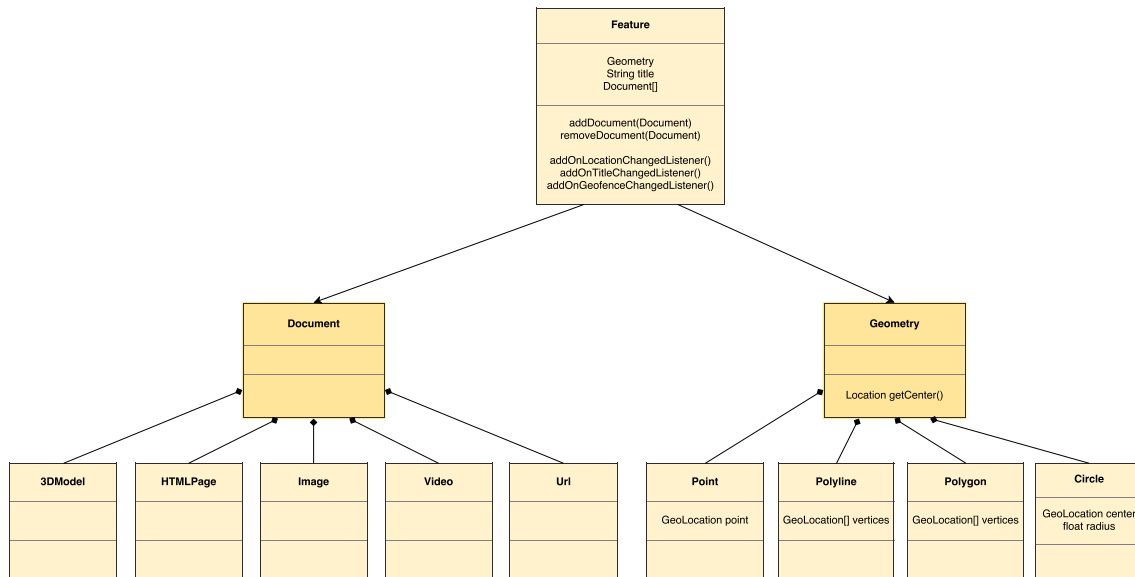 Feature
Geometry
String title
Document[]
addDocument(Document)
removeDocument(Document)
addOnLocationChangedListener()
addOnTitleChangedListener()
addOnGeofenceChangedListener()
Document
Geometry
Location getCenter()
3DModel
HTMLPage
Image
Video
Url
Point
GeoLocation point
Polyline
GeoLocation[] vertices
Polygon
GeoLocation[] vertices
Circle
GeoLocation center
float radius